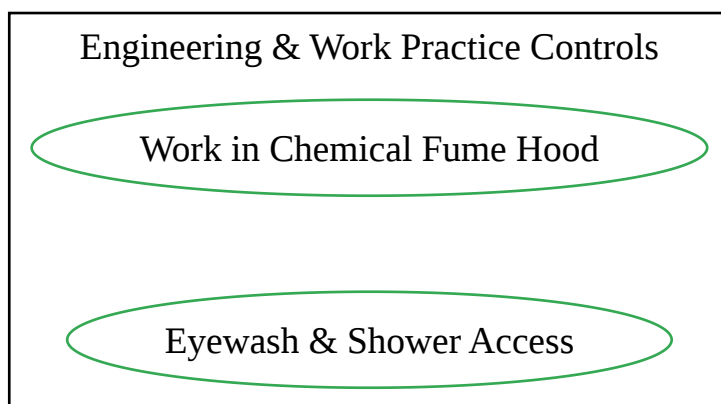 Engineering & Work Practice Controls
Work in Chemical Fume Hood
Eyewash & Shower Access